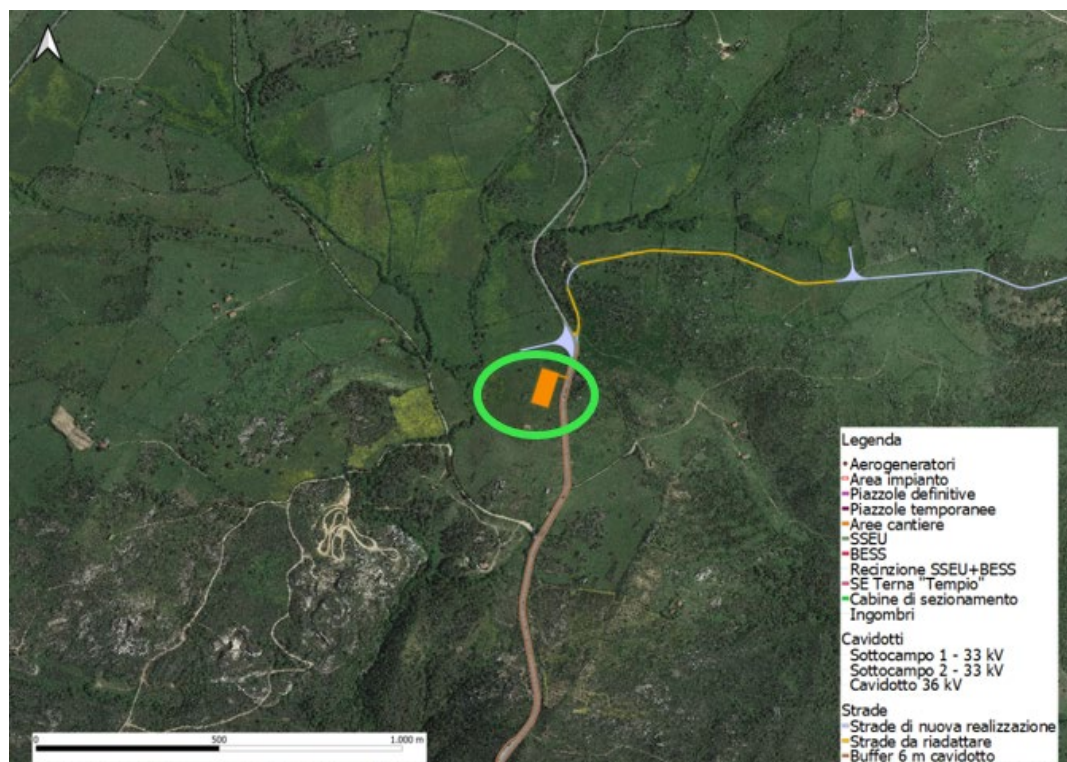 Legenda
Aerogeneratori
Area impianto
Piazzole definitive
Piazzole temporanee
Aree cantiere
SSEU
BESS
Recinzione SSEU+BESS
SE Terna "Tempio"
Cabine di sezionamento
Ingombri
Cavidotti
Sottocampo 1 - 33 kV
Sottocampo 2 - 33 kV
Cavidotto 36 kV
Strade
Strade di nuova realizzazione
Strade da riadattare
Buffer 6 m cavidotto
0 500 1.000 m